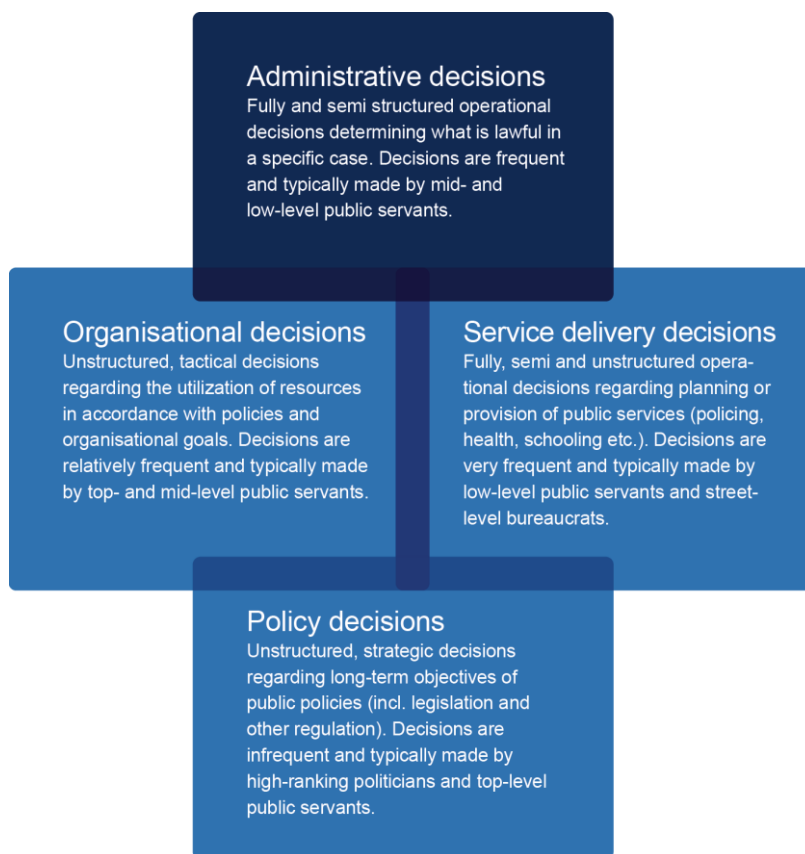 Administrative decisions
Fully and semi structured operational
decisions determining what is lawful in
a specific case. Decisions are frequent
and typically made by mid- and
low-level public servants.
Organisational decisions
Unstructured, tactical decisions
regarding the utilization of resources
in accordance with policies and
organisational goals. Decisions are
relatively frequent and typically made
by top- and mid-level public servants.
Service delivery decisions
Fully, semi and unstructured opera-
tional decisions regarding planning or
provision of public services (policing,
health, schooling etc.). Decisions are
very frequent and typically made by
low-level public servants and street-
level bureaucrats.
Policy decisions
Unstructured, strategic decisions
regarding long-term objectives of
public policies (incl. legislation and
other regulation). Decisions are
infrequent and typically made by
high-ranking politicians and top-level
public servants.